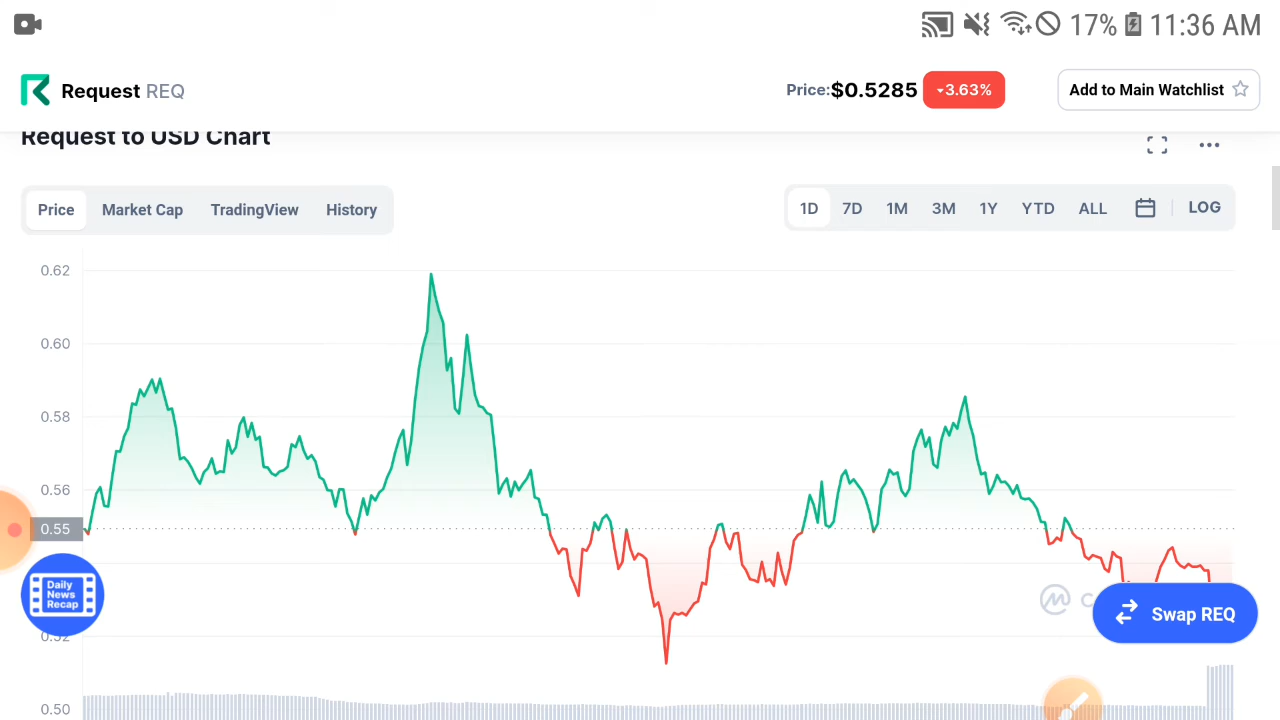 17% 11:36 AM
Request REQ
Price: $0.5285 3.63%
Add to Main Watchlist
Request to USD Chart
Price Market Cap TradingView History
1D 7D 1M 3M 1Y YTD ALL LOG
0.62
0.60
0.58
0.56
0.55
Daily
News
Recap
Swap REQ
0.50